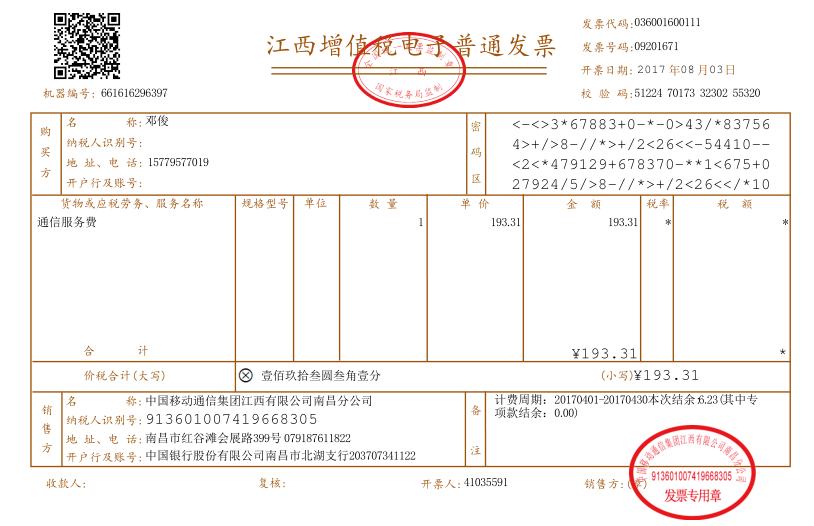 江西增值税电子普通发票
全国统一发票监制章
江 西
国家税务局监制
发票代码:036001600111
发票号码:09201671
开票日期: 2017 年08 月03日
校 验 码:51224 70173 32302 55320
机器编号: 661616296397
购买方
名 称:邓俊
纳税人识别号:
地 址、电 话: 15779577019
开户行及账号:
密码区
<-<>3*67883+0-*-0>43/*83756
4>+/>8-//*>+/2<26<<-54410--
<2<*479129+678370-**1<675+0
27924/5/>8-//*>+/2<26<</*10
货物或应税劳务、服务名称 规格型号 单位 数 量 单 价 金 额 税率 税 额
通信服务费 1 193.31 193.31 * *
合 计 ¥193.31 *
价税合计(大写) ⊗ 壹佰玖拾叁圆叁角壹分 (小写)¥193.31
销售方
名 称:中国移动通信集团江西有限公司南昌分公司
纳税人识别号:913601007419668305
地 址、电 话:南昌市红谷滩会展路399号 079187611822
开户行及账号:中国银行股份有限公司南昌市北湖支行203707341122
备注
计费周期: 20170401-20170430本次结余:6.23(其中专
项款结余: 0.00)
收款人: 复核: 开票人:41035591 销售方:(章)
中国移动通信集团江西有限公司南昌分公司
913601007419668305
发票专用章